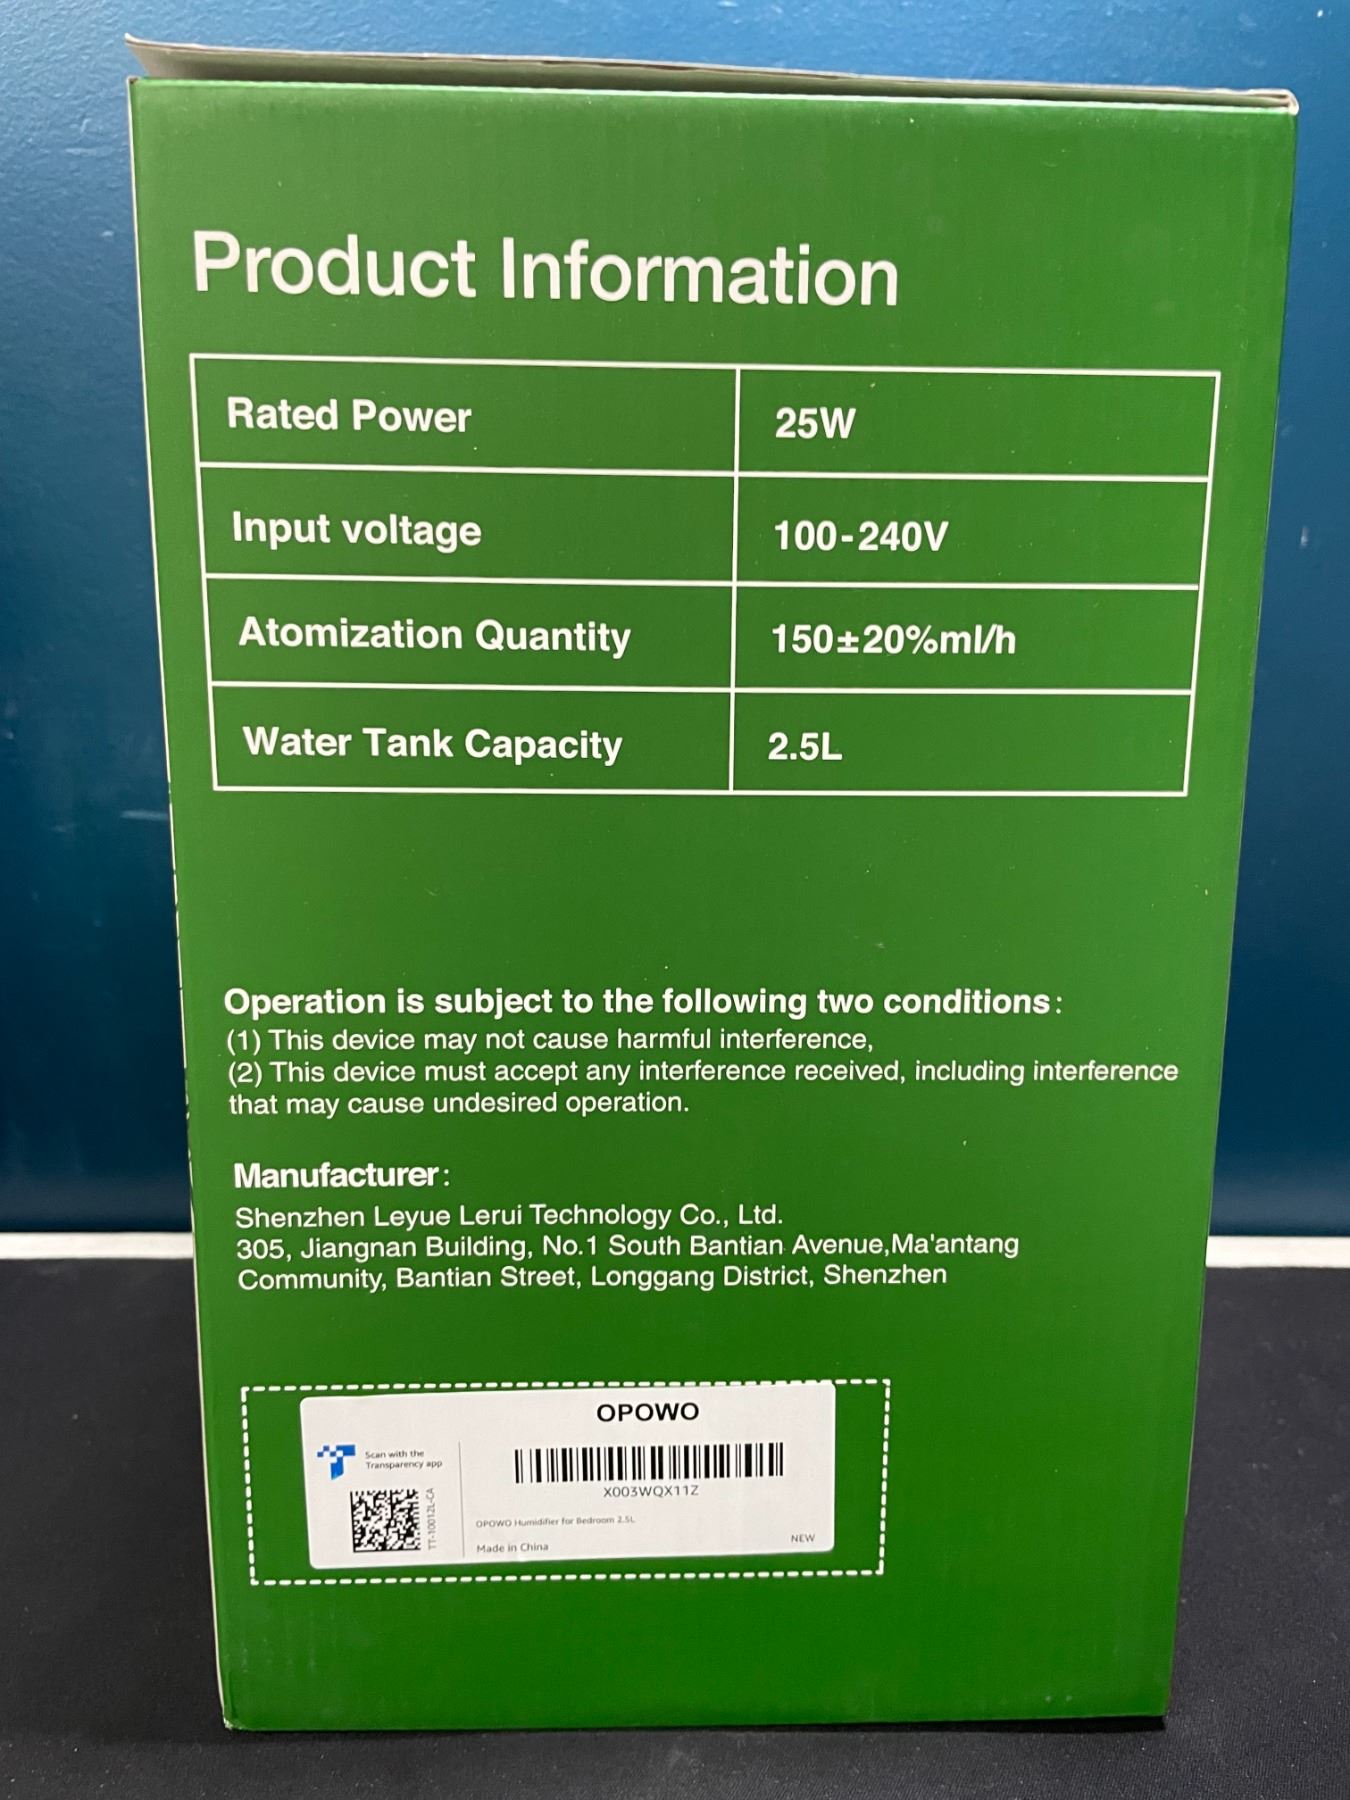 Product Information
Rated Power 25W
Input voltage 100-240V
Atomization Quantity 150±20%ml/h
Water Tank Capacity 2.5L
Operation is subject to the following two conditions:
(1) This device may not cause harmful interference,
(2) This device must accept any interference received, including interference
that may cause undesired operation.
Manufacturer:
Shenzhen Leyue Lerui Technology Co., Ltd.
305, Jiangnan Building, No.1 South Bantian Avenue,Ma'antang
Community, Bantian Street, Longgang District, Shenzhen
OPOWO
Scan with the
Transparency app
X003WQX11Z
TT-10012L-CA
OPOWO Humidifier for Bedroom 2.5L
NEW
Made in China